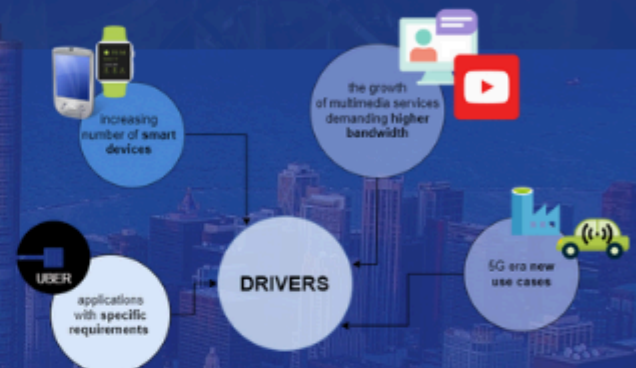 increasing
number of smart
devices
the growth
of multimedia services
demanding higher
bandwidth
UBER
applications
with specific
requirements
DRIVERS
5G era new
use cases